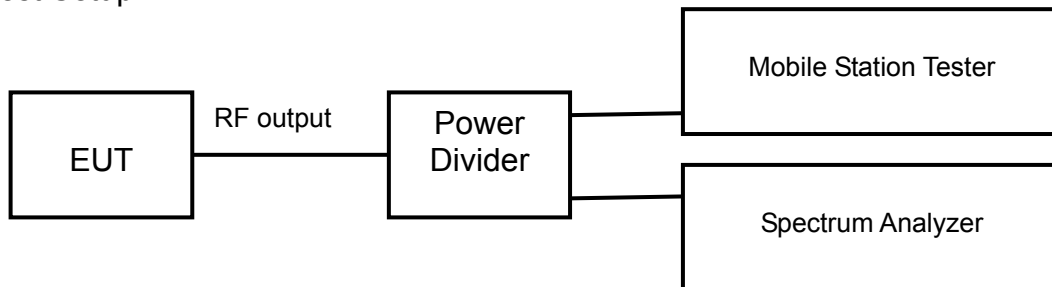 Mobile Station Tester
RF output
EUT
Power
Divider
Spectrum Analyzer